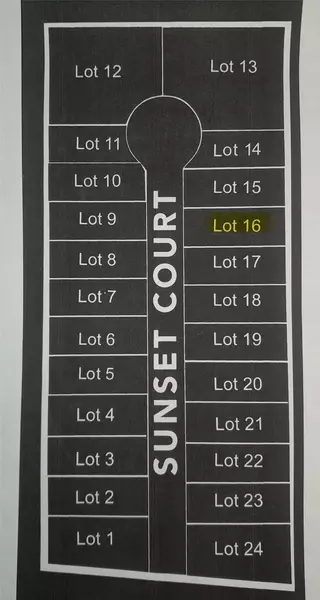 Lot 12
Lot 13
Lot 11
Lot 14
Lot 10
Lot 15
Lot 9
Lot 16
Lot 8
Lot 17
Lot 7
Lot 18
Lot 6
Lot 19
Lot 5
Lot 20
Lot 4
Lot 21
Lot 3
Lot 22
Lot 2
Lot 23
Lot 1
Lot 24
SUNSET COURT